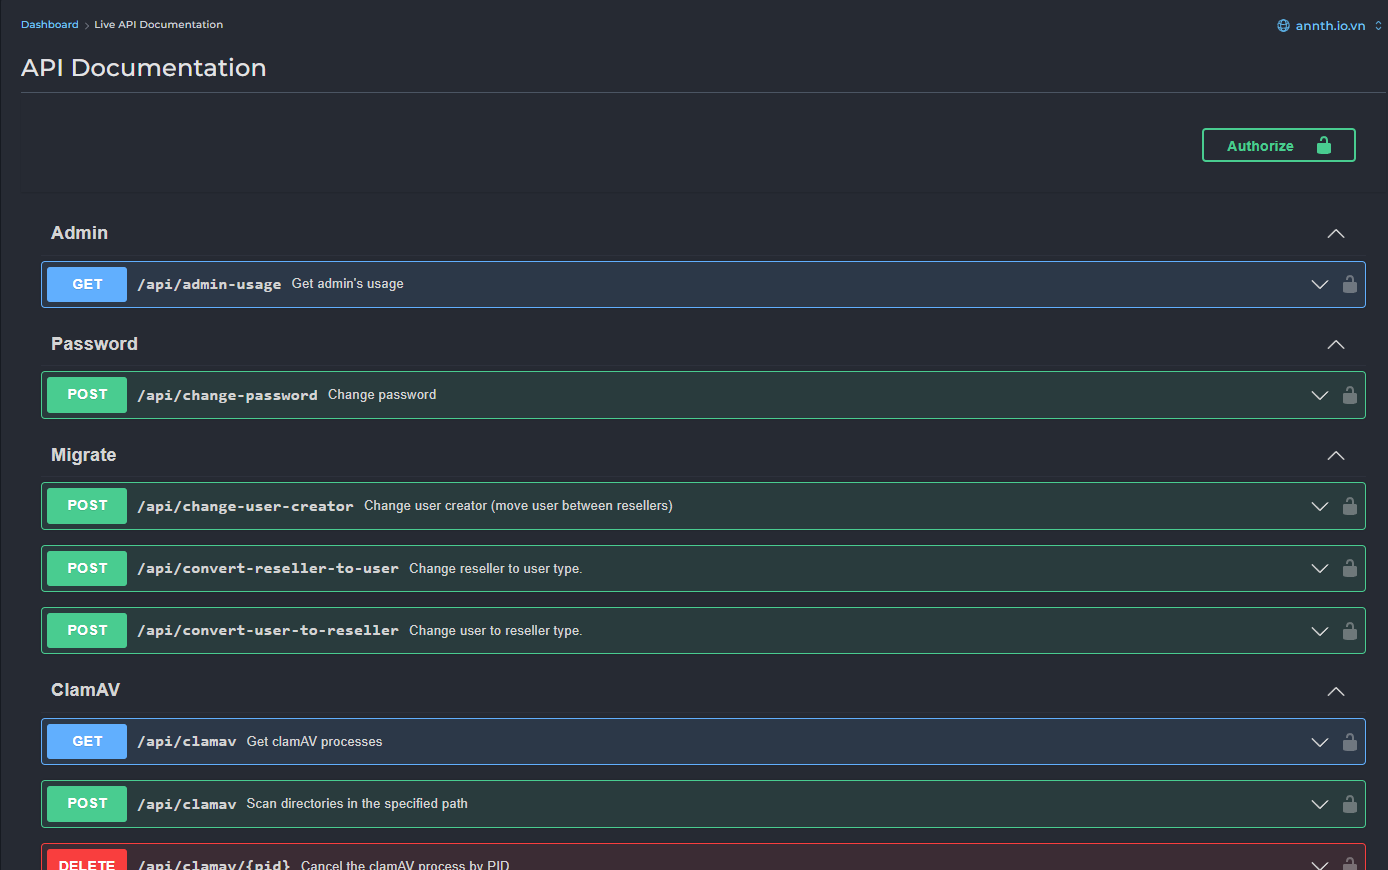 Dashboard > Live API Documentation
annth.io.vn
API Documentation
Authorize
Admin
GET /api/admin-usage Get admin's usage
Password
POST /api/change-password Change password
Migrate
POST /api/change-user-creator Change user creator (move user between resellers)
POST /api/convert-reseller-to-user Change reseller to user type.
POST /api/convert-user-to-reseller Change user to reseller type.
ClamAV
GET /api/clamav Get clamAV processes
POST /api/clamav Scan directories in the specified path
DELETE /api/clamav/{pid} Cancel the clamAV process by PID